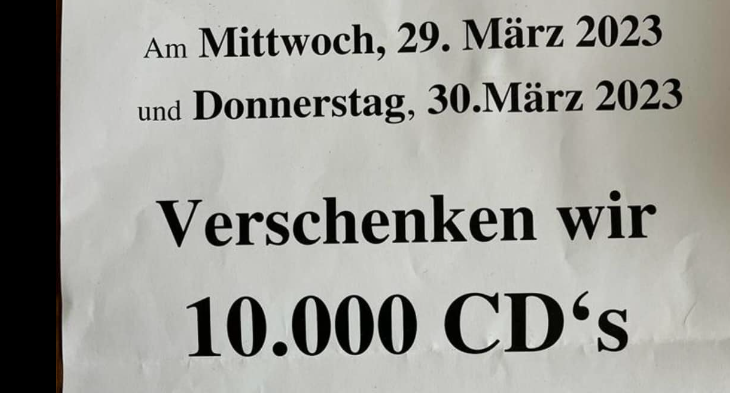 Am Mittwoch, 29. März 2023
und Donnerstag, 30.März 2023
Verschenken wir
10.000 CD‘s